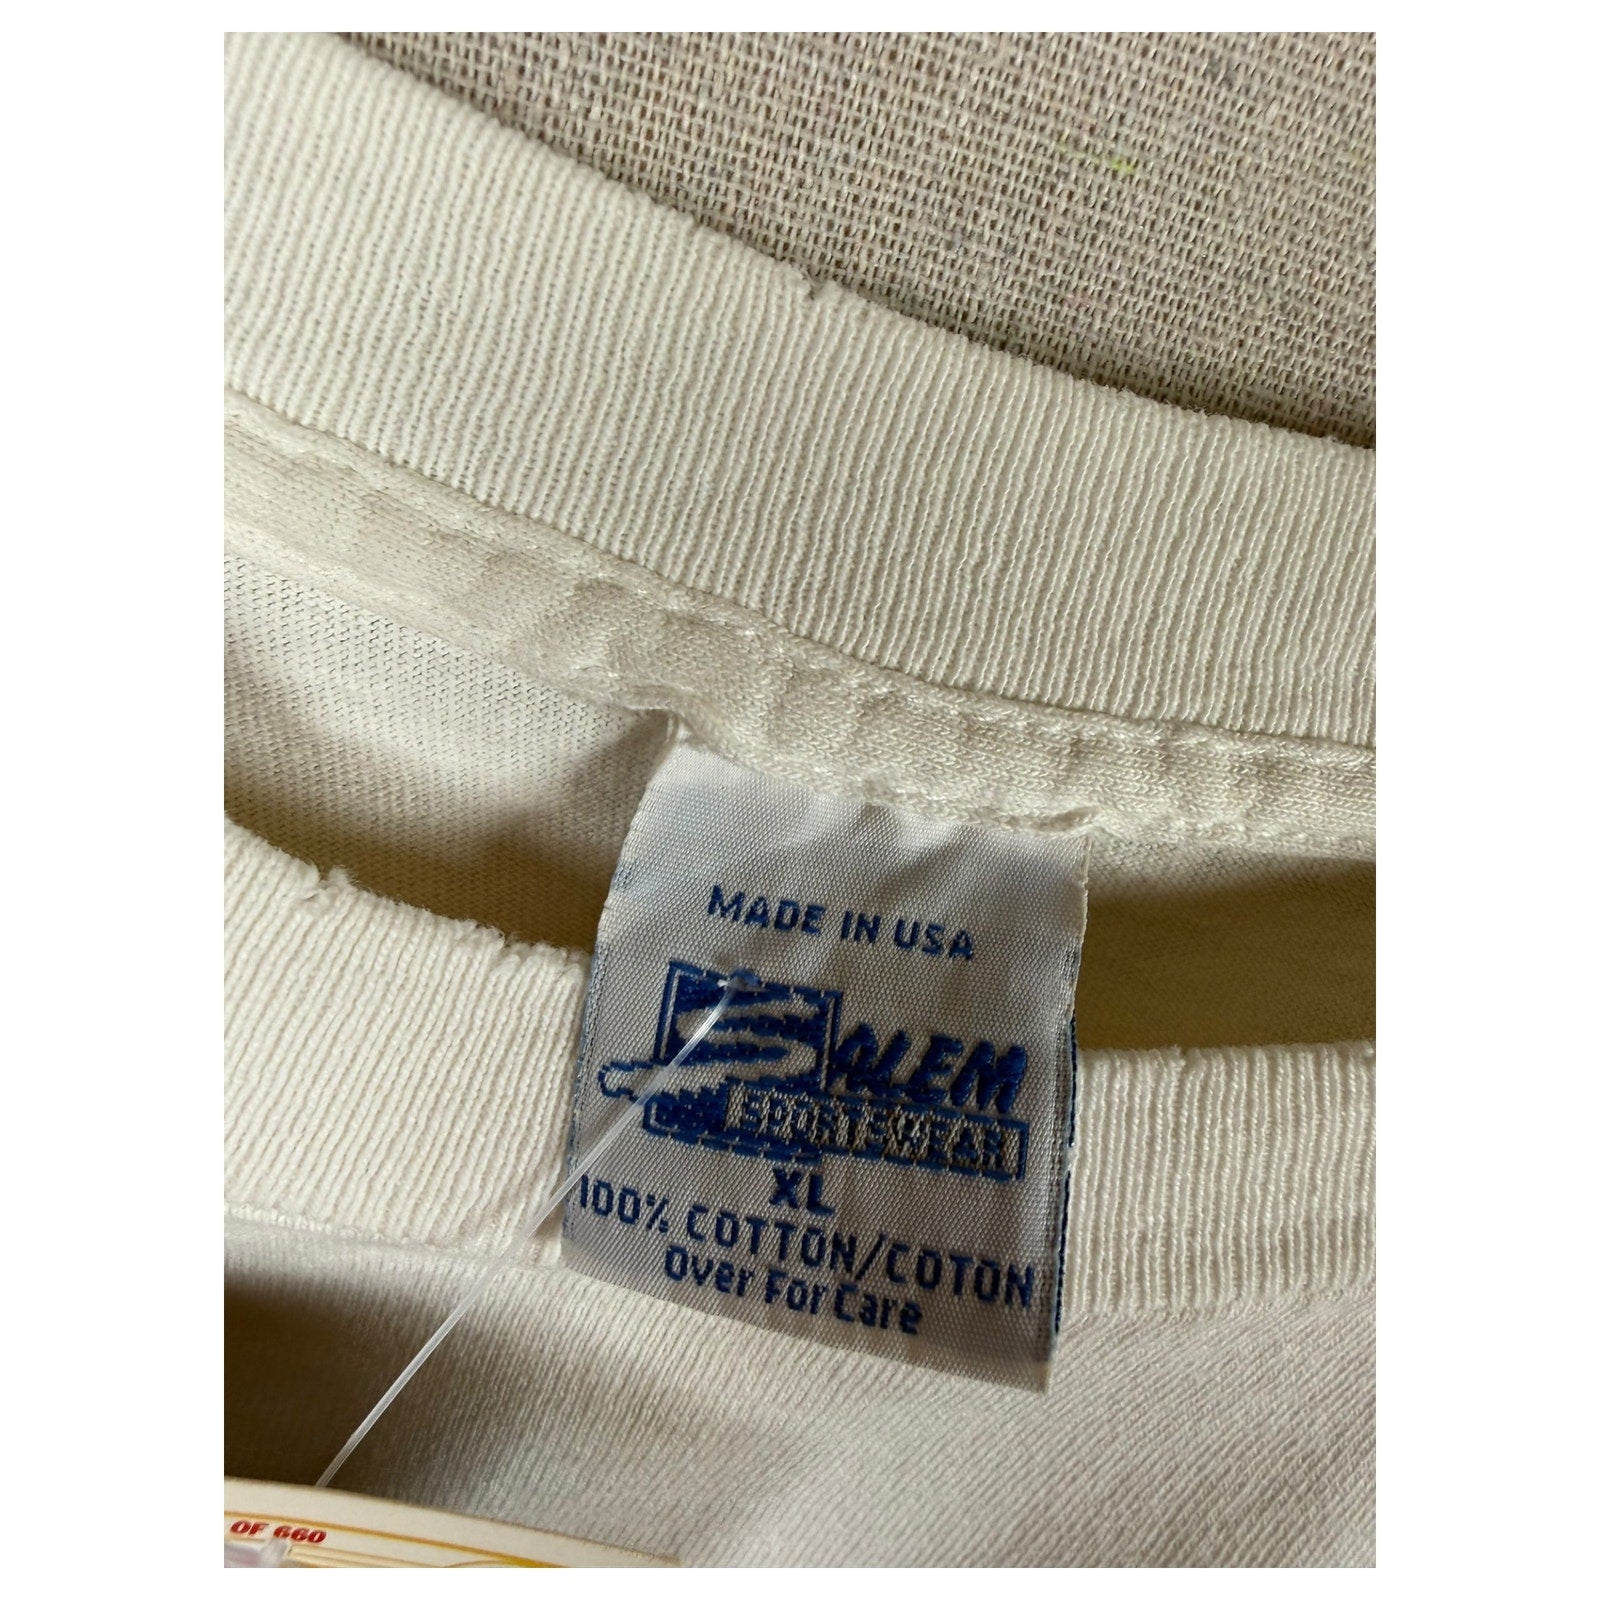 MADE IN USA
SALEM
SPORTSWEAR
XL
100% COTTON/COTON
Over For Care
OF 660